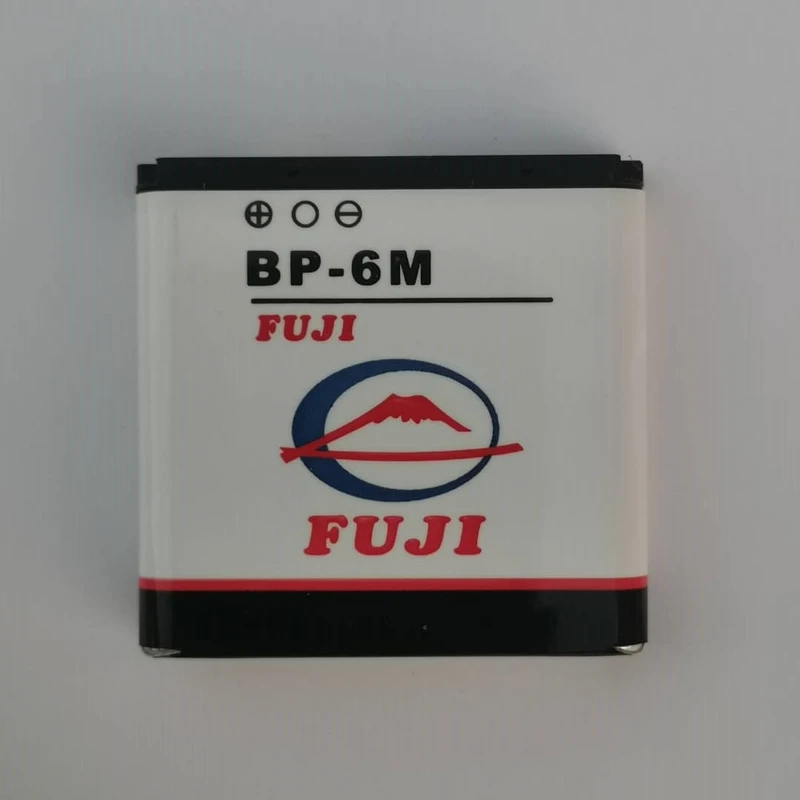 ⊕ ○ ⊖
BP-6M
FUJI
FUJI